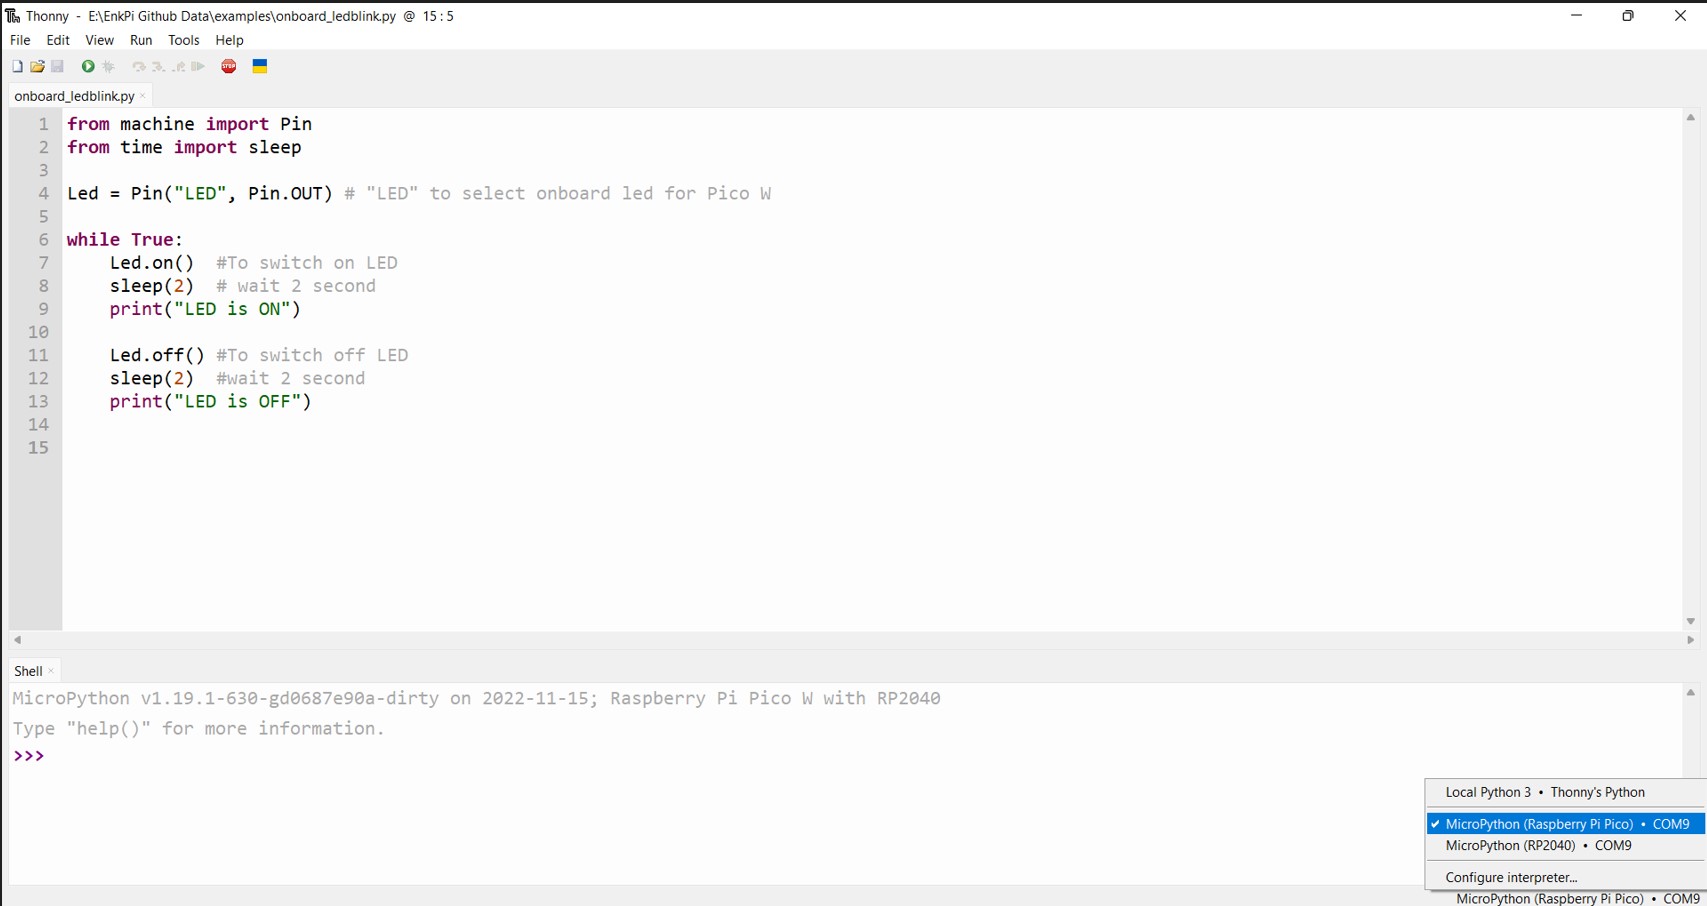 Thonny - E:\EnkPi Github Data\examples\onboard_ledblink.py @ 15:5
File Edit View Run Tools Help
STOP
onboard_ledblink.py ×
1 from machine import Pin
2 from time import sleep
3
4 Led = Pin("LED", Pin.OUT) # "LED" to select onboard led for Pico W
5
6 while True:
7     Led.on()  #To switch on LED
8     sleep(2)  # wait 2 second
9     print("LED is ON")
10
11     Led.off() #To switch off LED
12     sleep(2)  #wait 2 second
13     print("LED is OFF")
14
15
Shell ×
MicroPython v1.19.1-630-gd0687e90a-dirty on 2022-11-15; Raspberry Pi Pico W with RP2040
Type "help()" for more information.
>>>
Local Python 3 • Thonny's Python
✓ MicroPython (Raspberry Pi Pico) • COM9
MicroPython (RP2040) • COM9
Configure interpreter...
MicroPython (Raspberry Pi Pico) • COM9